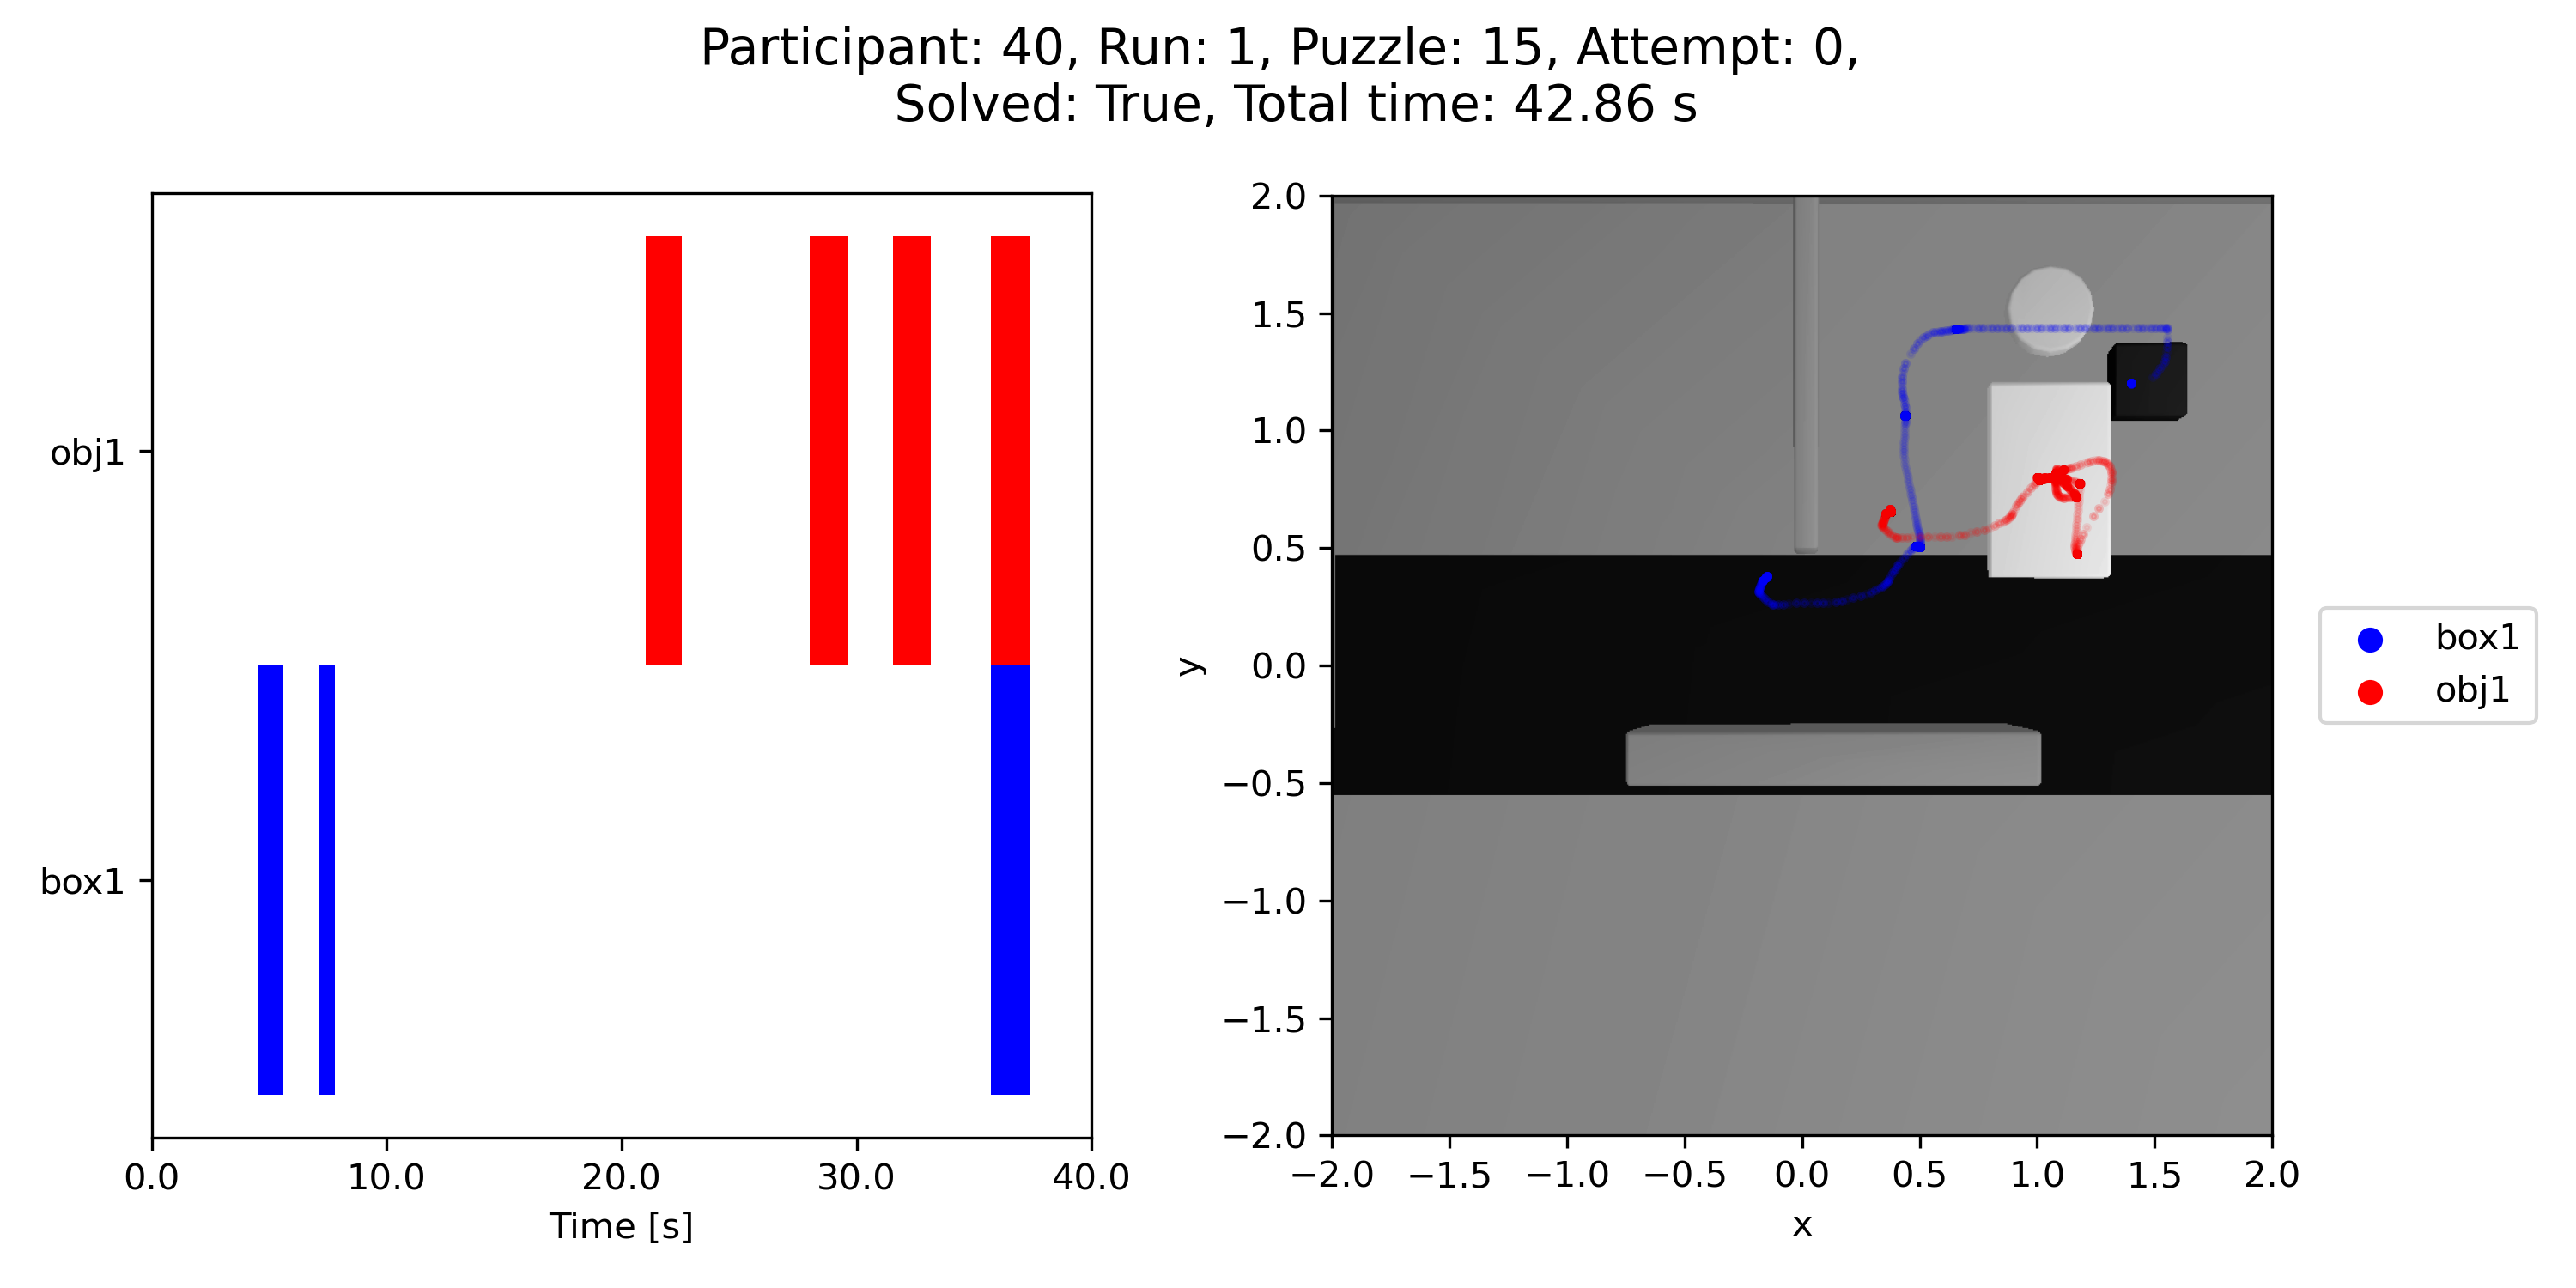 Participant: 40, Run: 1, Puzzle: 15, Attempt: 0,
Solved: True, Total time: 42.86 s
obj1
box1
0.0 10.0 20.0 30.0 40.0
Time [s]
2.0
1.5
1.0
0.5
0.0
−0.5
−1.0
−1.5
−2.0
y
−2.0 −1.5 −1.0 −0.5 0.0 0.5 1.0 1.5 2.0
x
box1
obj1